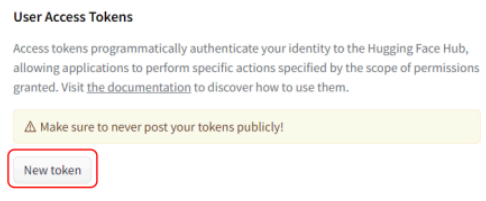 User Access Tokens
Access tokens programmatically authenticate your identity to the Hugging Face Hub,
allowing applications to perform specific actions specified by the scope of permissions
granted. Visit the documentation to discover how to use them.
⚠ Make sure to never post your tokens publicly!
New token